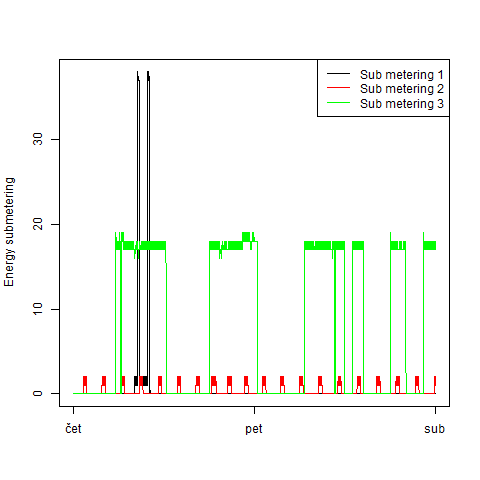 Sub metering 1
Sub metering 2
Sub metering 3
Energy submetering
30
20
10
0
čet
pet
sub